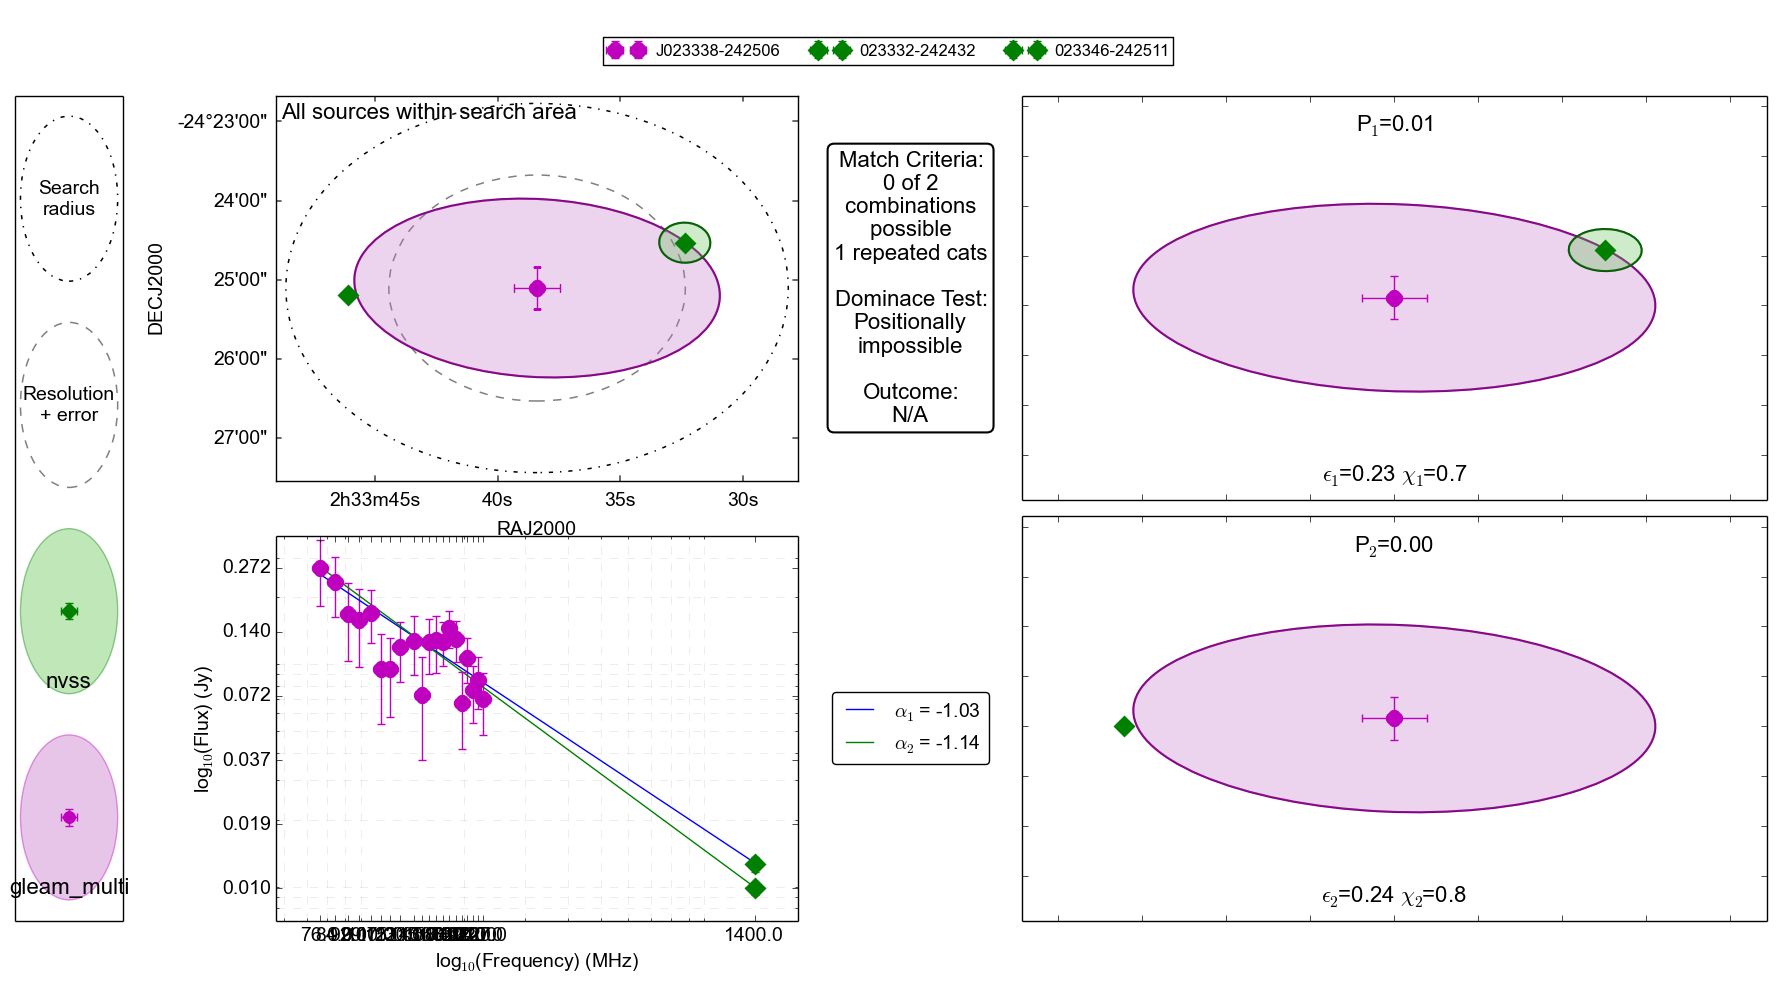 J023338-242506 023332-242432 023346-242511
Search
radius
Resolution
+ error
nvss
gleam_multi
All sources within search area
-24°23'00"
24'00"
25'00"
26'00"
27'00"
DECJ2000
2h33m45s 40s 35s 30s
RAJ2000
Match Criteria:
0 of 2
combinations
possible
1 repeated cats
Dominace Test:
Positionally
impossible
Outcome:
N/A
P1=0.01
ϵ1=0.23 χ1=0.7
P2=0.00
ϵ2=0.24 χ2=0.8
0.272
0.140
0.072
0.037
0.019
0.010
log10(Flux) (Jy)
1400.0
log10(Frequency) (MHz)
α1 = -1.03
α2 = -1.14